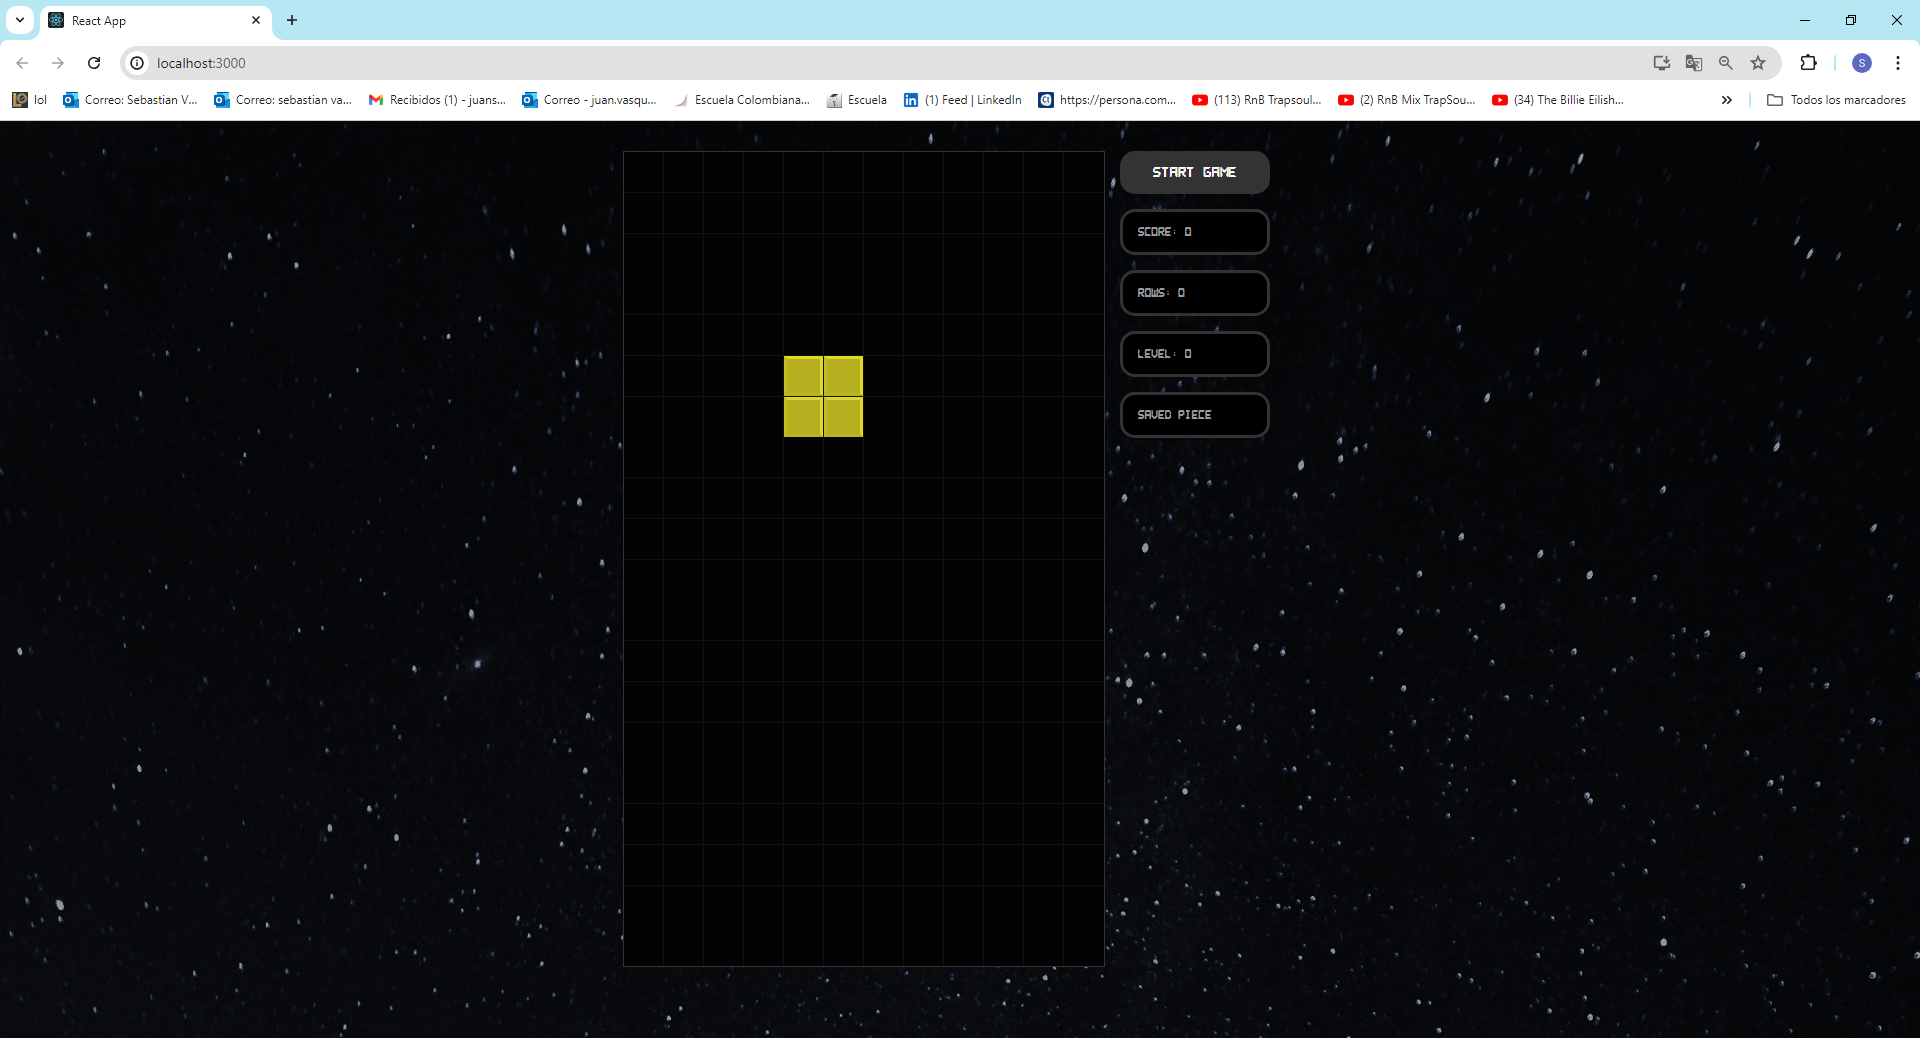 React App
localhost:3000
S
lol
Correo: Sebastian V...
Correo: sebastian va...
Recibidos (1) - juans...
Correo - juan.vasqu...
Escuela Colombiana...
Escuela
(1) Feed | LinkedIn
https://persona.com...
(113) RnB Trapsoul...
(2) RnB Mix TrapSou...
(34) The Billie Eilish...
Todos los marcadores
START GAME
SCORE: 0
ROWS: 0
LEVEL: 0
SAVED PIECE